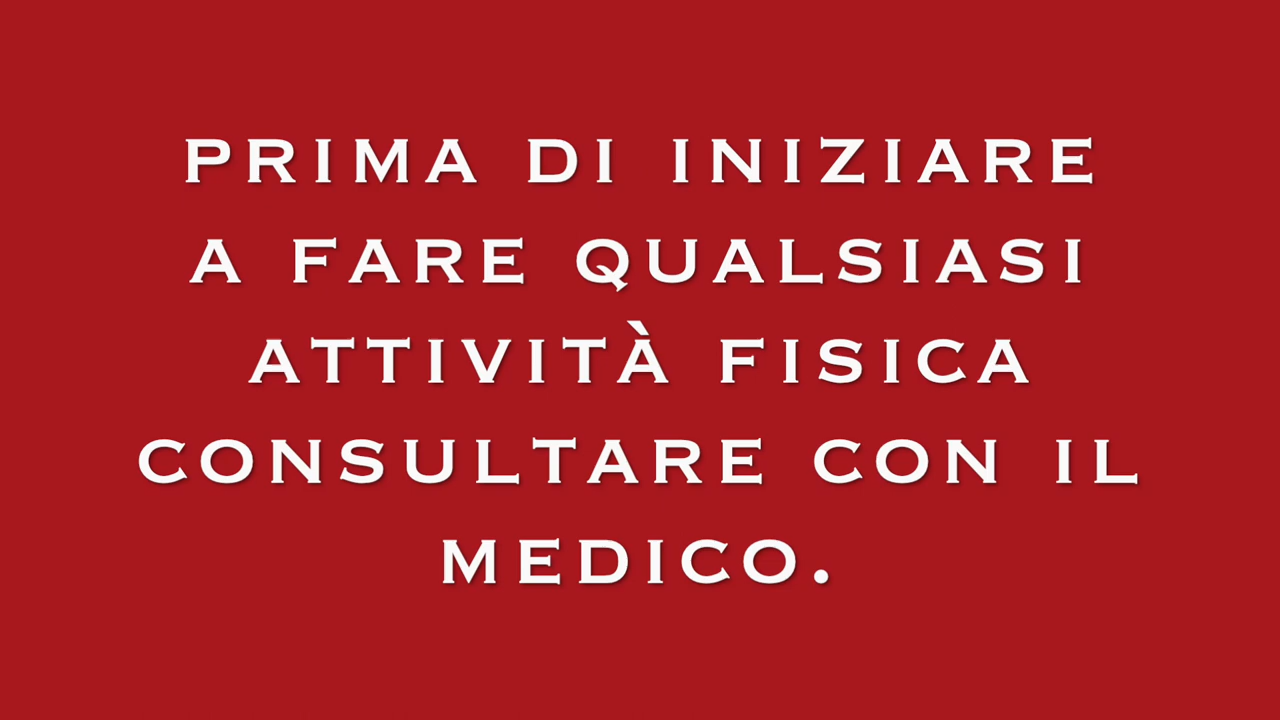 PRIMA DI INIZIARE
A FARE QUALSIASI
ATTIVITÀ FISICA
CONSULTARE CON IL
MEDICO.